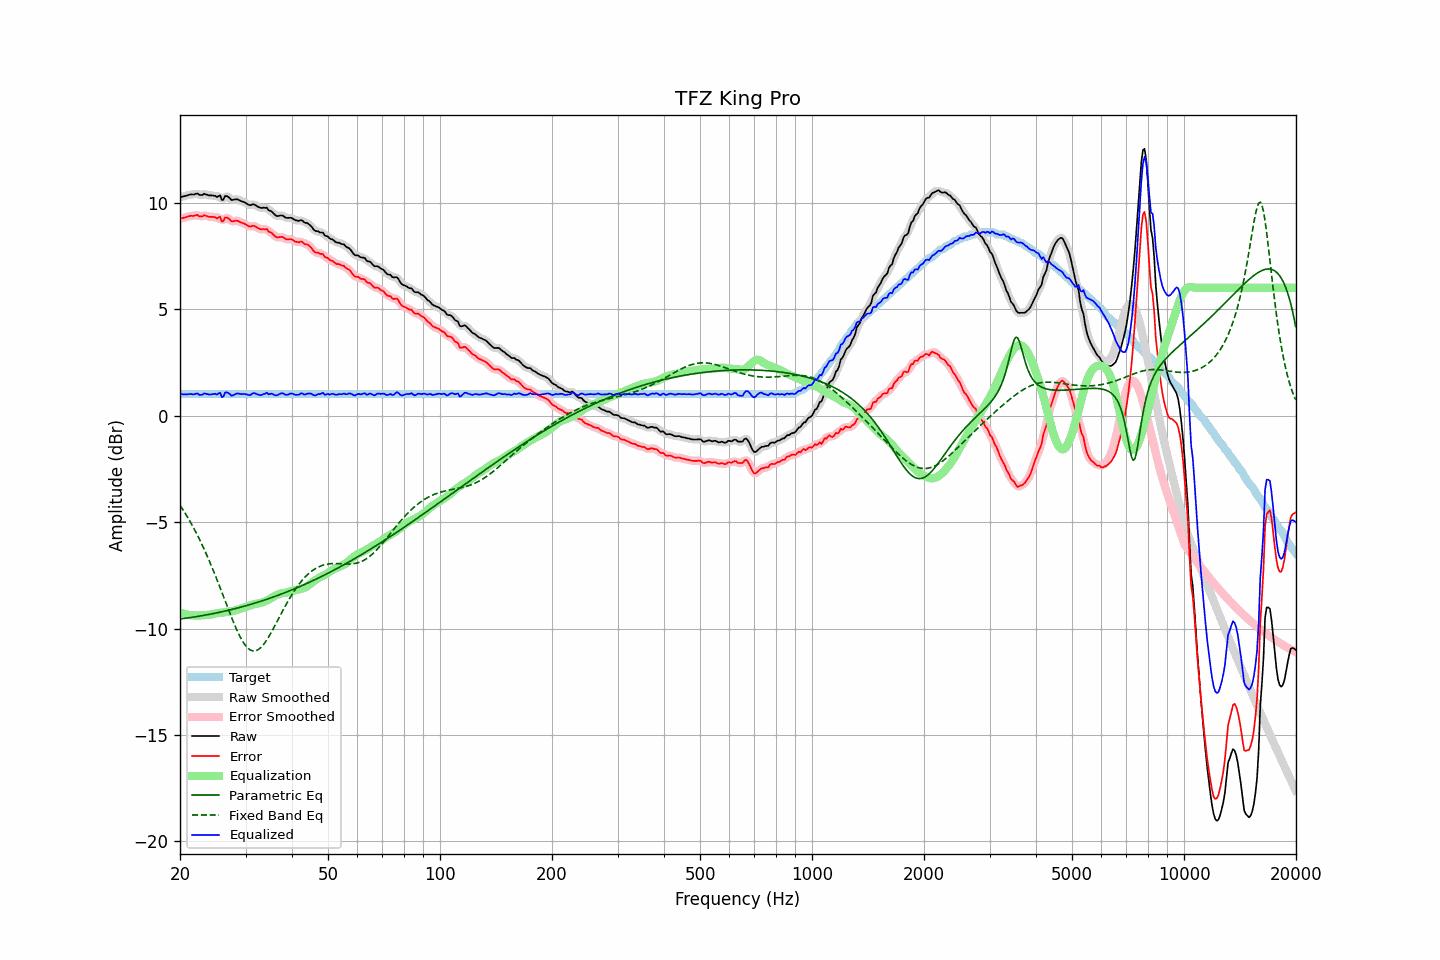 TFZ King Pro
Amplitude (dBr)
10
5
0
−5
−10
−15
−20
Target
Raw Smoothed
Error Smoothed
Raw
Error
Equalization
Parametric Eq
Fixed Band Eq
Equalized
20 50 100 200 500 1000 2000 5000 10000 20000
Frequency (Hz)